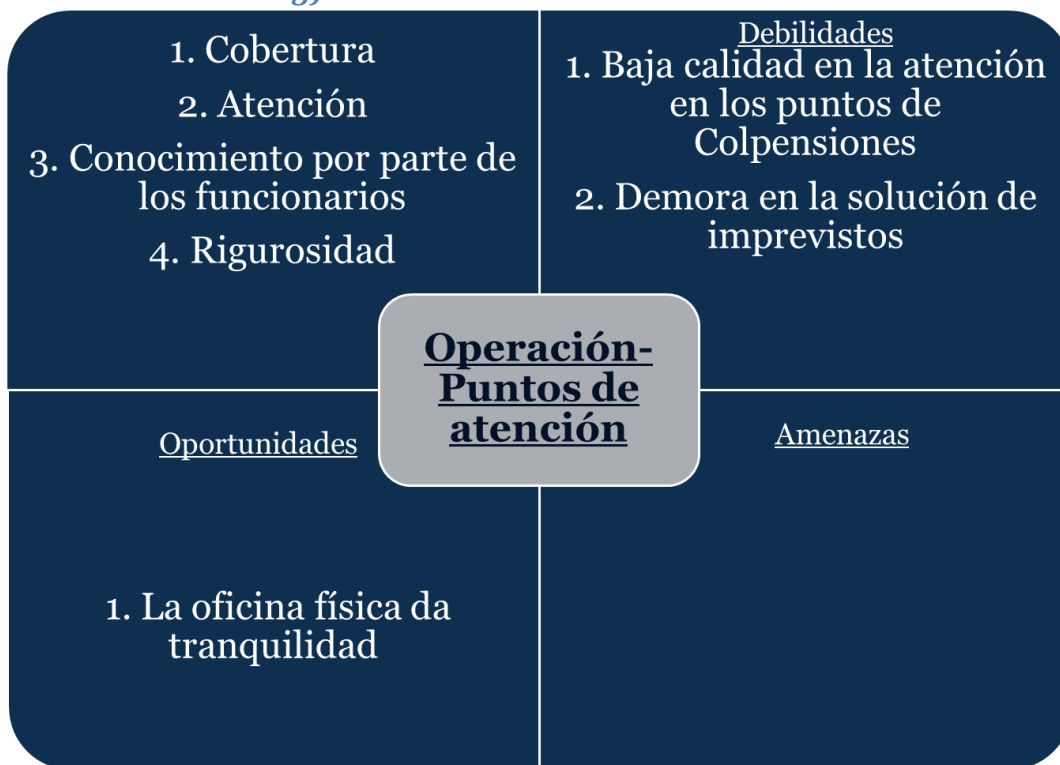 1. Cobertura
2. Atención
3. Conocimiento por parte de
los funcionarios
4. Rigurosidad
Debilidades
1. Baja calidad en la atención
en los puntos de
Colpensiones
2. Demora en la solución de
imprevistos
Operación-
Puntos de
atención
Oportunidades
1. La oficina física da
tranquilidad
Amenazas